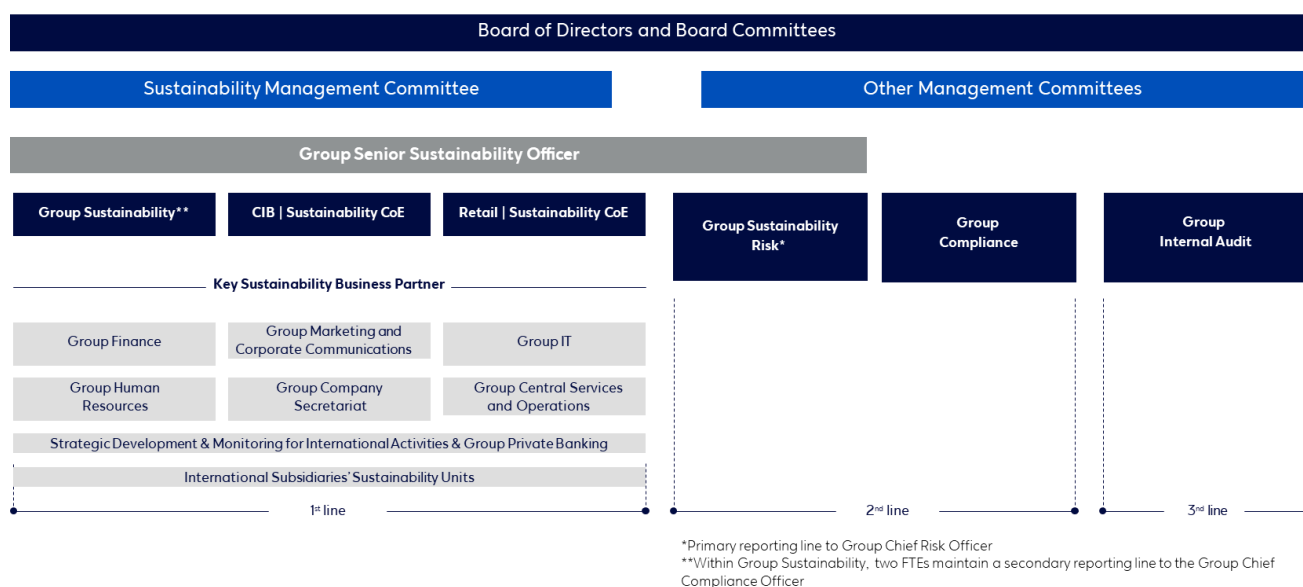 Board of Directors and Board Committees
Sustainability Management Committee
Other Management Committees
Group Senior Sustainability Officer
Group Sustainability**
CIB | Sustainability CoE
Retail | Sustainability CoE
Group Sustainability
Risk*
Group
Compliance
Group
Internal Audit
Key Sustainability Business Partner
Group Finance
Group Marketing and
Corporate Communications
Group IT
Group Human
Resources
Group Company
Secretariat
Group Central Services
and Operations
Strategic Development & Monitoring for International Activities & Group Private Banking
International Subsidiaries' Sustainability Units
1st line
2nd line
3nd line
*Primary reporting line to Group Chief Risk Officer
**Within Group Sustainability, two FTEs maintain a secondary reporting line to the Group Chief
Compliance Officer